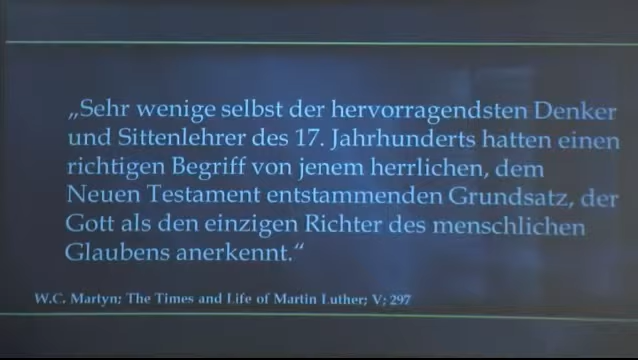 „Sehr wenige selbst der hervorragendsten Denker
und Sittenlehrer des 17. Jahrhunderts hatten einen
richtigen Begriff von jenem herrlichen, dem
Neuen Testament entstammenden Grundsatz, der
Gott als den einzigen Richter des menschlichen
Glaubens anerkennt.“
W.C. Martyn; The Times and Life of Martin Luther; V; 297